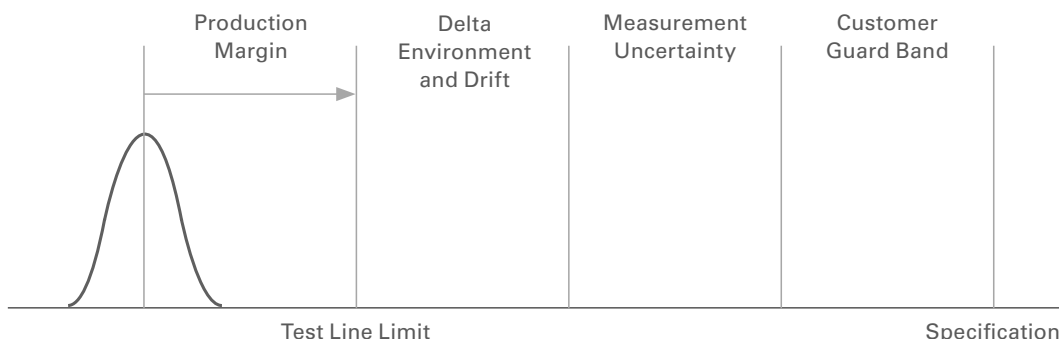 Production
Margin
Delta
Environment
and Drift
Measurement
Uncertainty
Customer
Guard Band
Test Line Limit
Specification